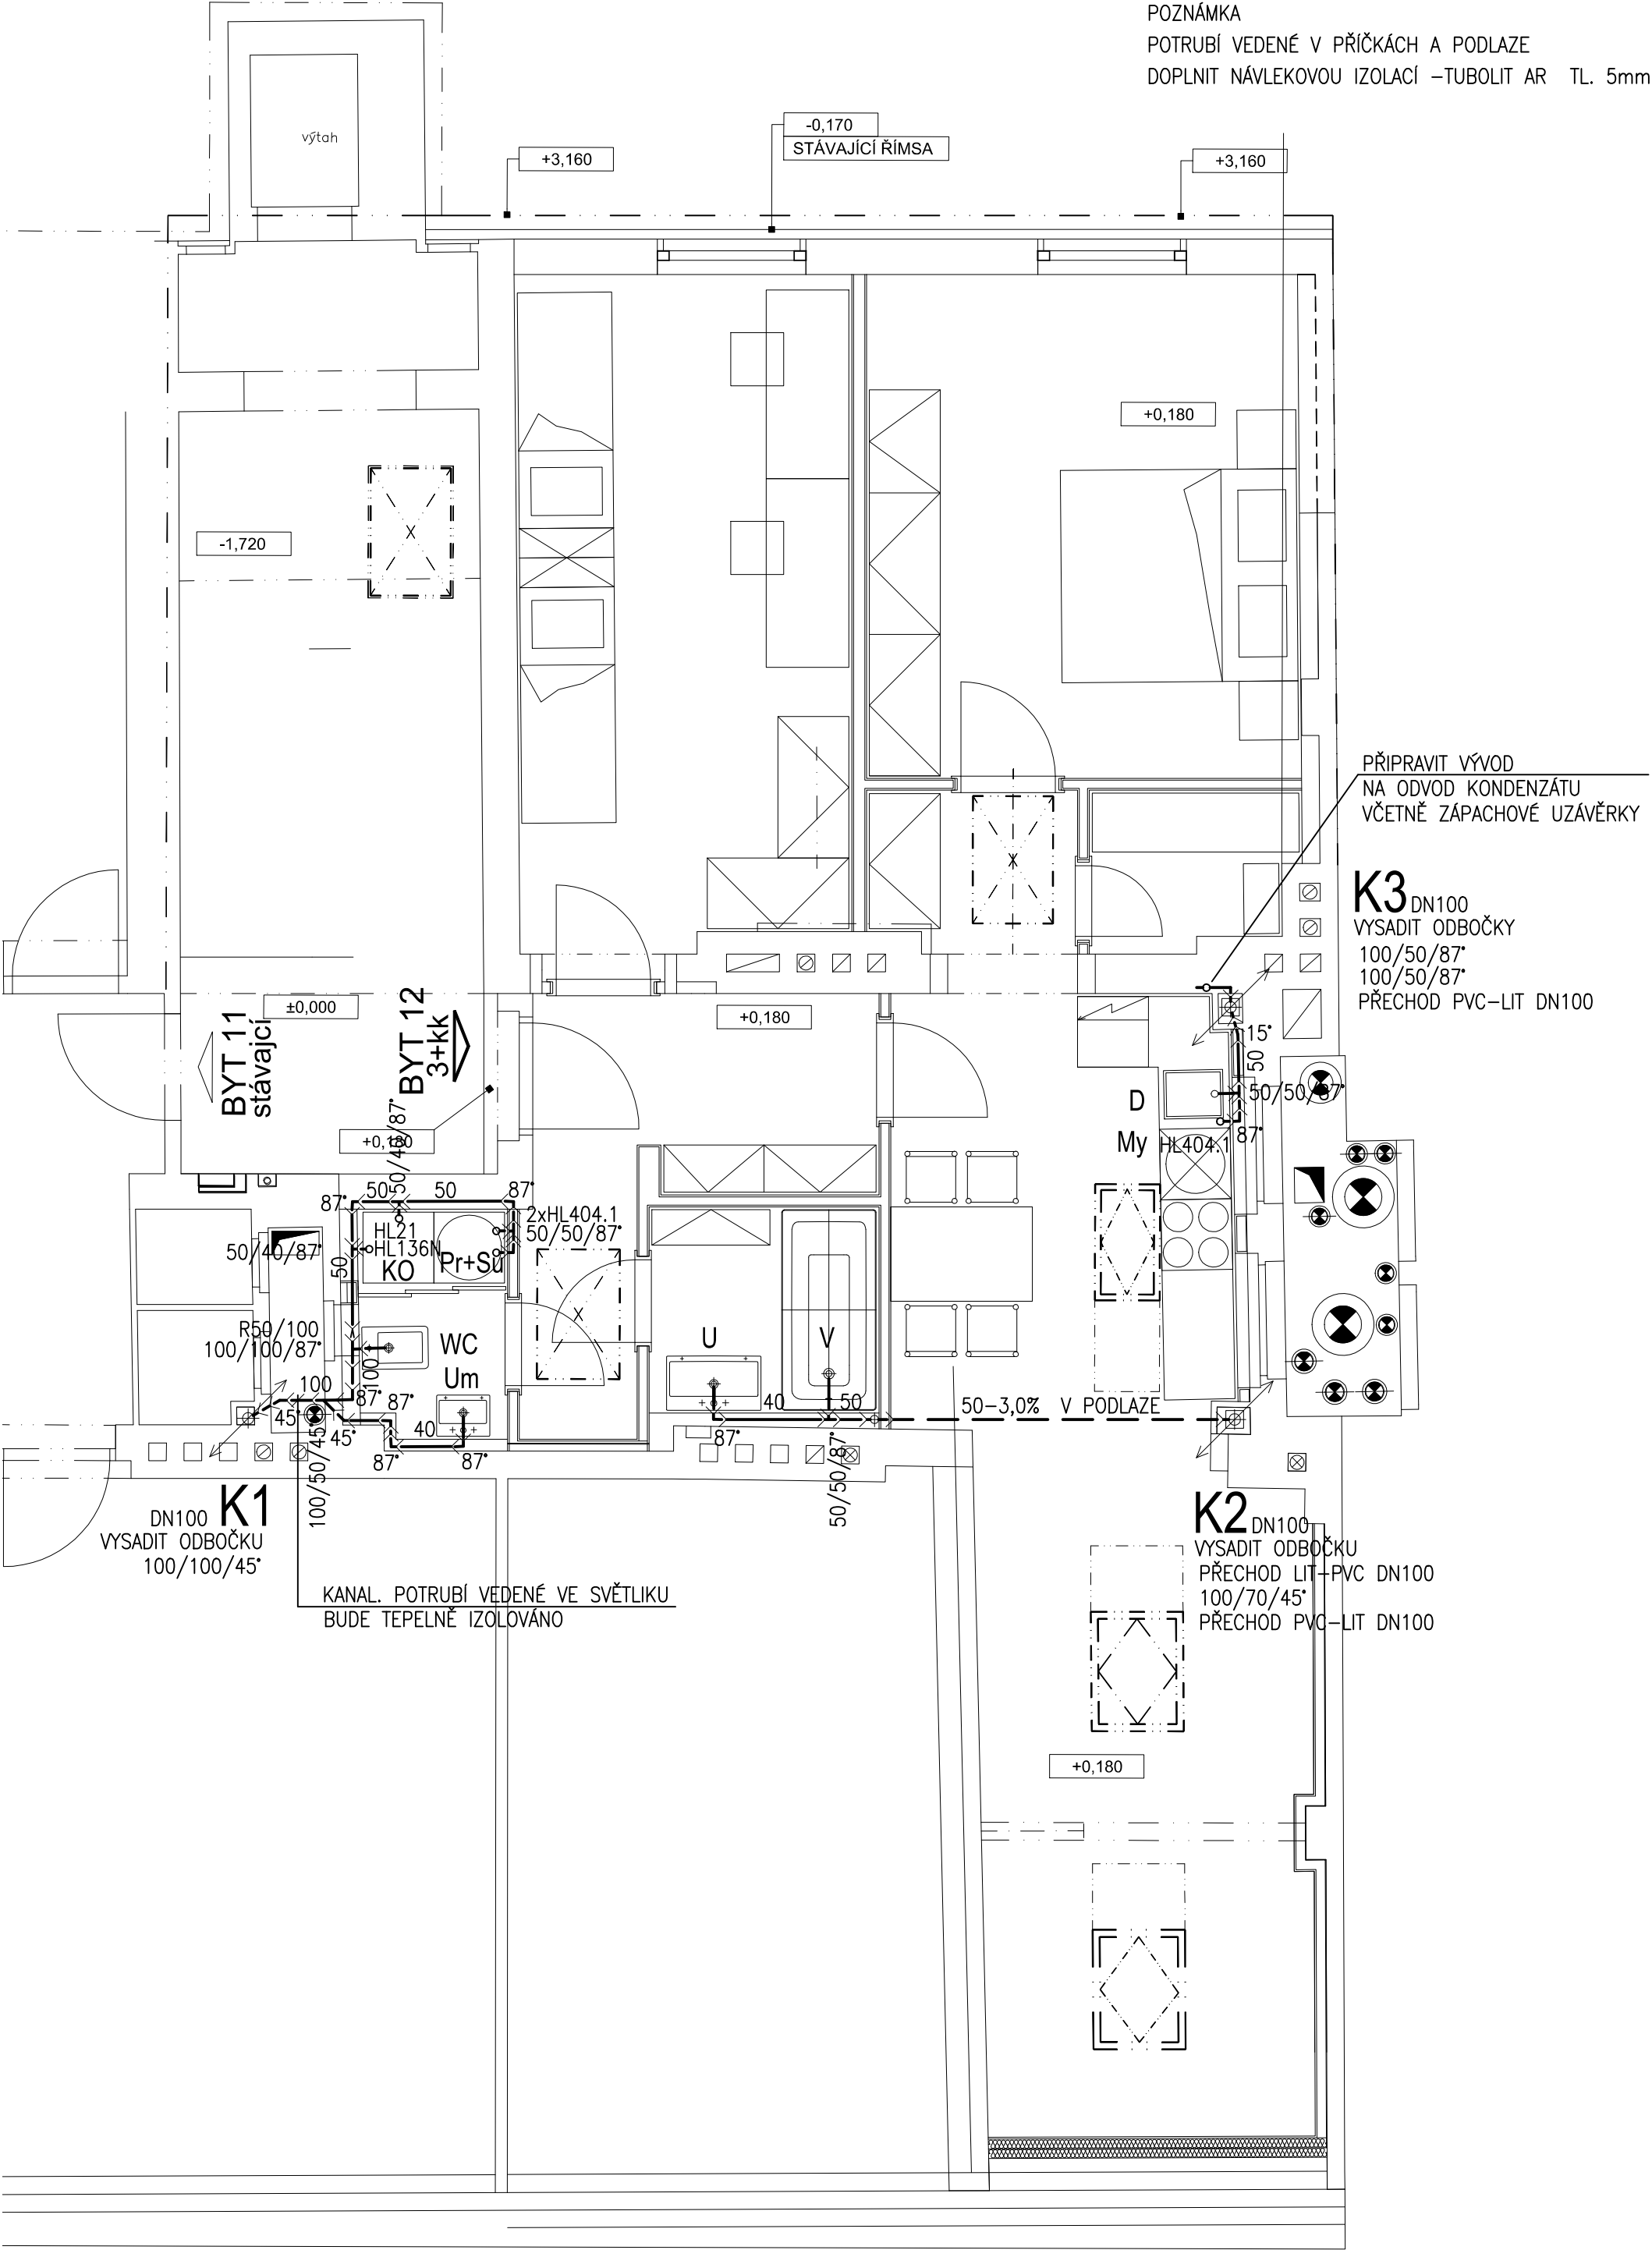 POZNÁMKA
POTRUBÍ VEDENÉ V PŘÍČKÁCH A PODLAZE
DOPLNIT NÁVLEKOVOU IZOLACÍ –TUBOLIT AR TL. 5mm
výtah
+3,160
-0,170
STÁVAJÍCÍ ŘÍMSA
+3,160
+0,180
-1,720
PŘIPRAVIT VÝVOD
NA ODVOD KONDENZÁTU
VČETNĚ ZÁPACHOVÉ UZÁVĚRKY
K3 DN100
VYSADIT ODBOČKY
100/50/87°
100/50/87°
PŘECHOD PVC–LIT DN100
±0,000
BYT 11
stávající
BYT 12
3+kk
+0,180
+0,180
15°
50
50/50/87°
87°
D
My
HL404.1
50/40/87°
87°
50
50
87°
2xHL404.1
50/50/87°
HL21
HL136N
KO
Pr+Su
50/40/87°
50
R50/100
100/100/87°
100
100
WC
Um
U
V
45°
87°
87°
45°
40
87°
87°
100/50/45°
40
50
87°
50/50/87°
50–3,0% V PODLAZE
K1
DN100
VYSADIT ODBOČKU
100/100/45°
KANAL. POTRUBÍ VEDENÉ VE SVĚTLIKU
BUDE TEPELNĚ IZOLOVÁNO
K2 DN100
VYSADIT ODBOČKU
PŘECHOD LIT–PVC DN100
100/70/45°
PŘECHOD PVC–LIT DN100
+0,180